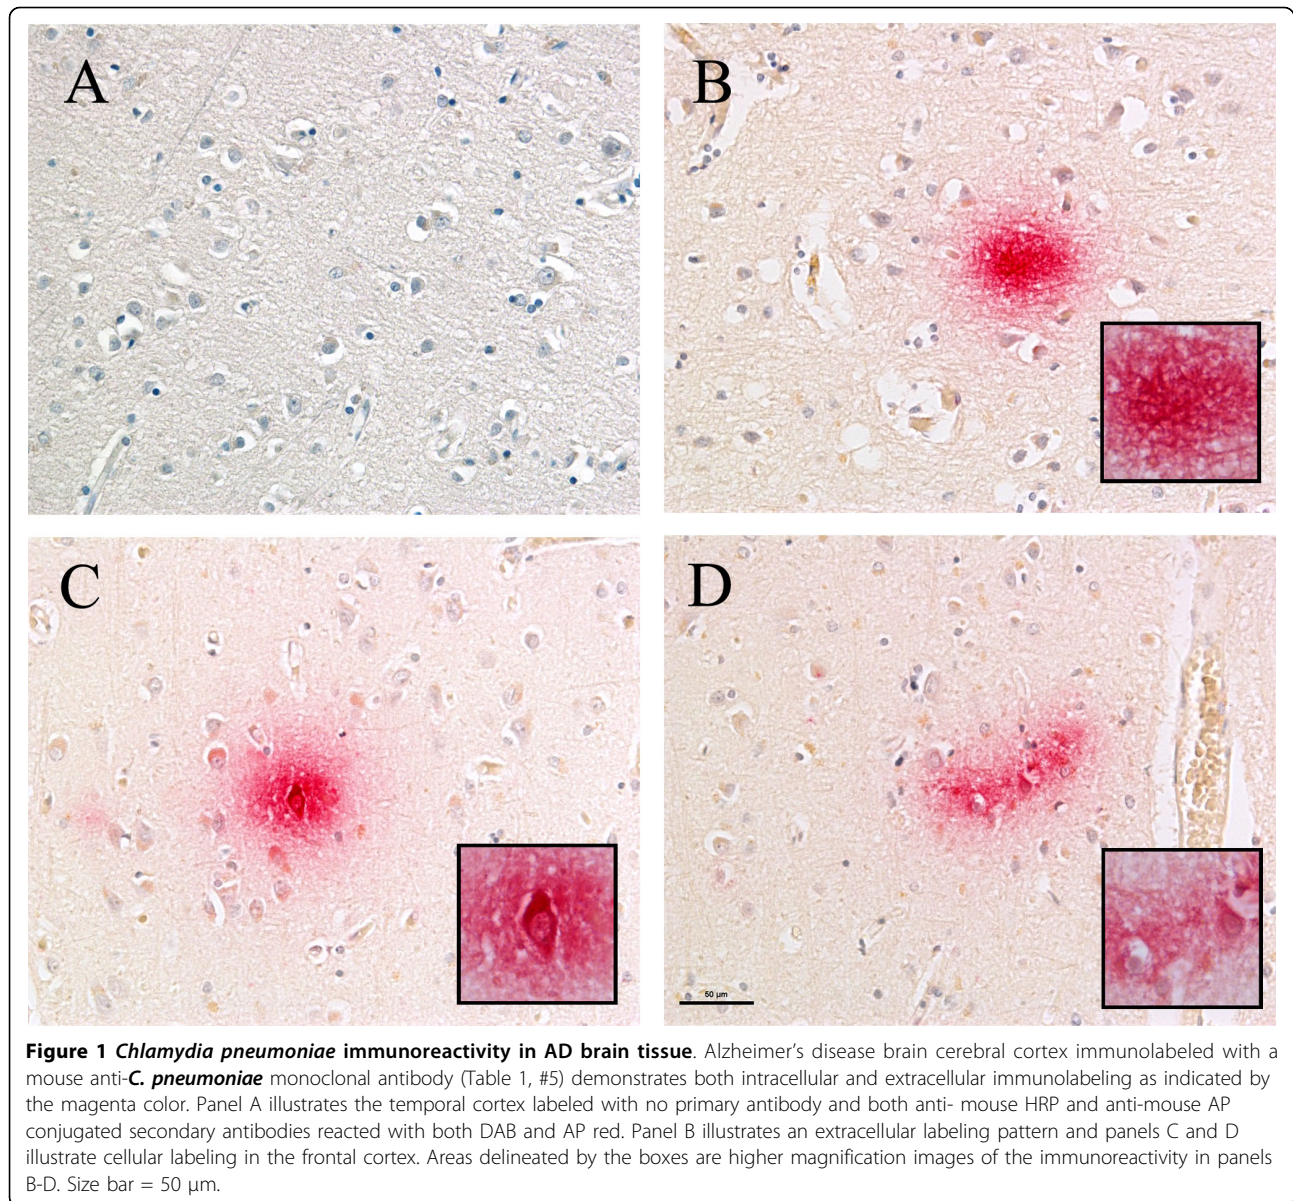 A
B
C
D
50 µm
Figure 1 Chlamydia pneumoniae immunoreactivity in AD brain tissue. Alzheimer's disease brain cerebral cortex immunolabeled with a
mouse anti-C. pneumoniae monoclonal antibody (Table 1, #5) demonstrates both intracellular and extracellular immunolabeling as indicated by
the magenta color. Panel A illustrates the temporal cortex labeled with no primary antibody and both anti- mouse HRP and anti-mouse AP
conjugated secondary antibodies reacted with both DAB and AP red. Panel B illustrates an extracellular labeling pattern and panels C and D
illustrate cellular labeling in the frontal cortex. Areas delineated by the boxes are higher magnification images of the immunoreactivity in panels
B-D. Size bar = 50 μm.